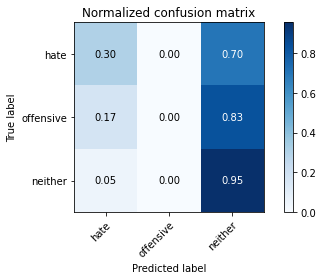 Normalized confusion matrix
True label
hate
0.30 0.00 0.70
offensive
0.17 0.00 0.83
neither
0.05 0.00 0.95
hate
offensive
neither
Predicted label
0.8
0.6
0.4
0.2
0.0